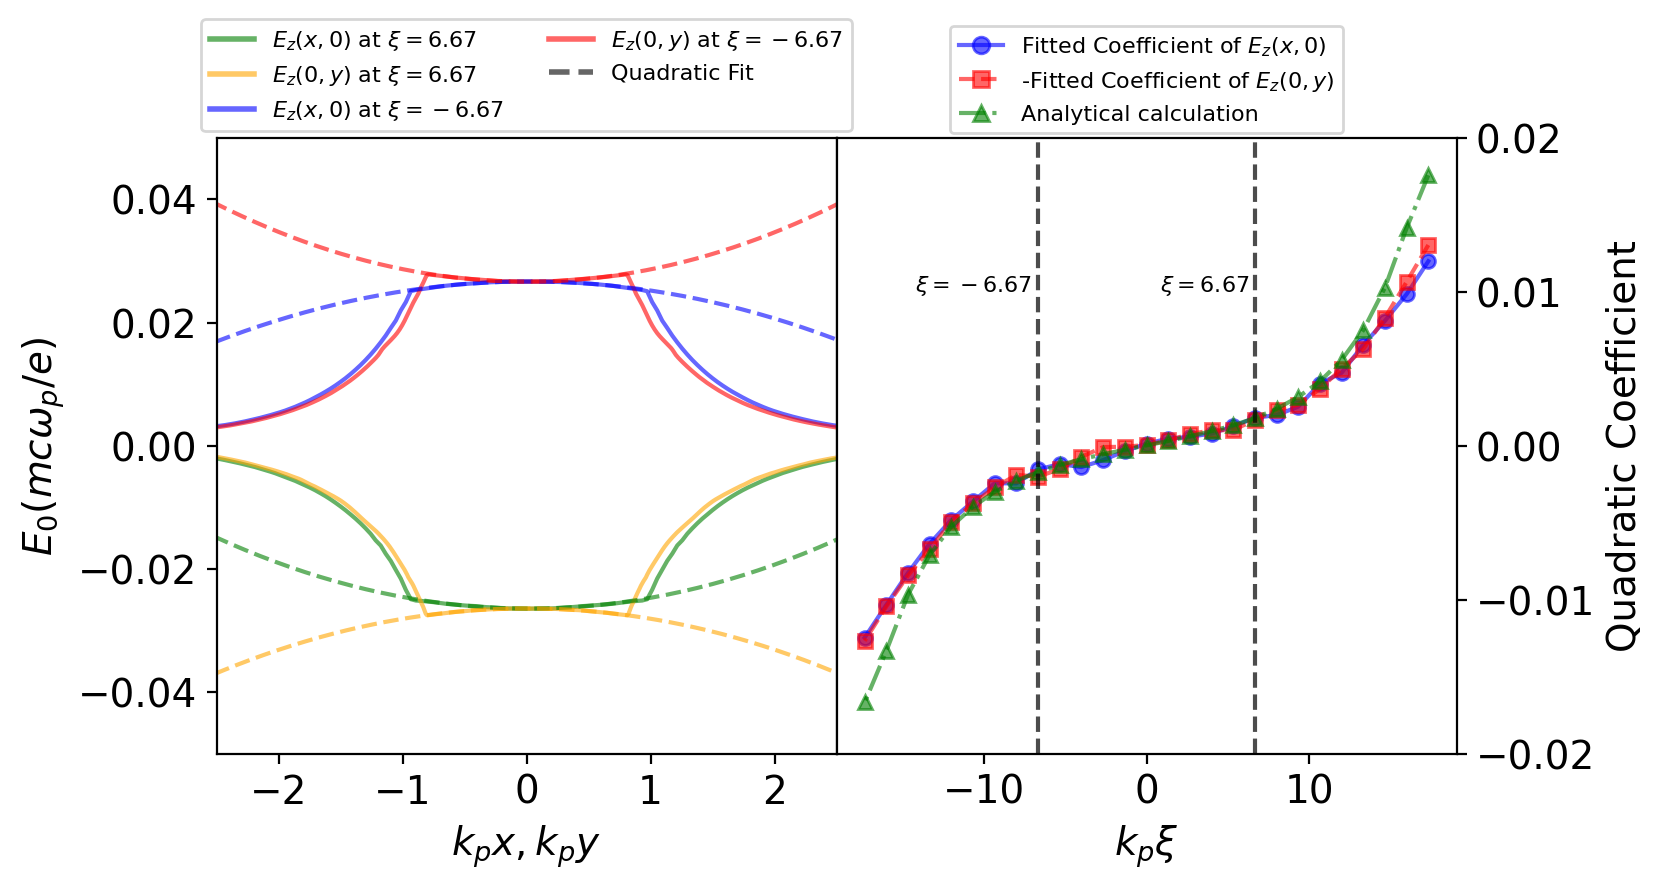 E_z(x, 0) at ξ = 6.67
E_z(0, y) at ξ = 6.67
E_z(x, 0) at ξ = −6.67
E_z(0, y) at ξ = −6.67
Quadratic Fit
Fitted Coefficient of E_z(x, 0)
-Fitted Coefficient of E_z(0, y)
Analytical calculation
0.04
0.02
0.00
−0.02
−0.04
E_0(mcω_p/e)
−2
−1
0
1
2
k_px, k_py
ξ = −6.67
ξ = 6.67
−10
0
10
k_pξ
0.02
0.01
0.00
−0.01
−0.02
Quadratic Coefficient